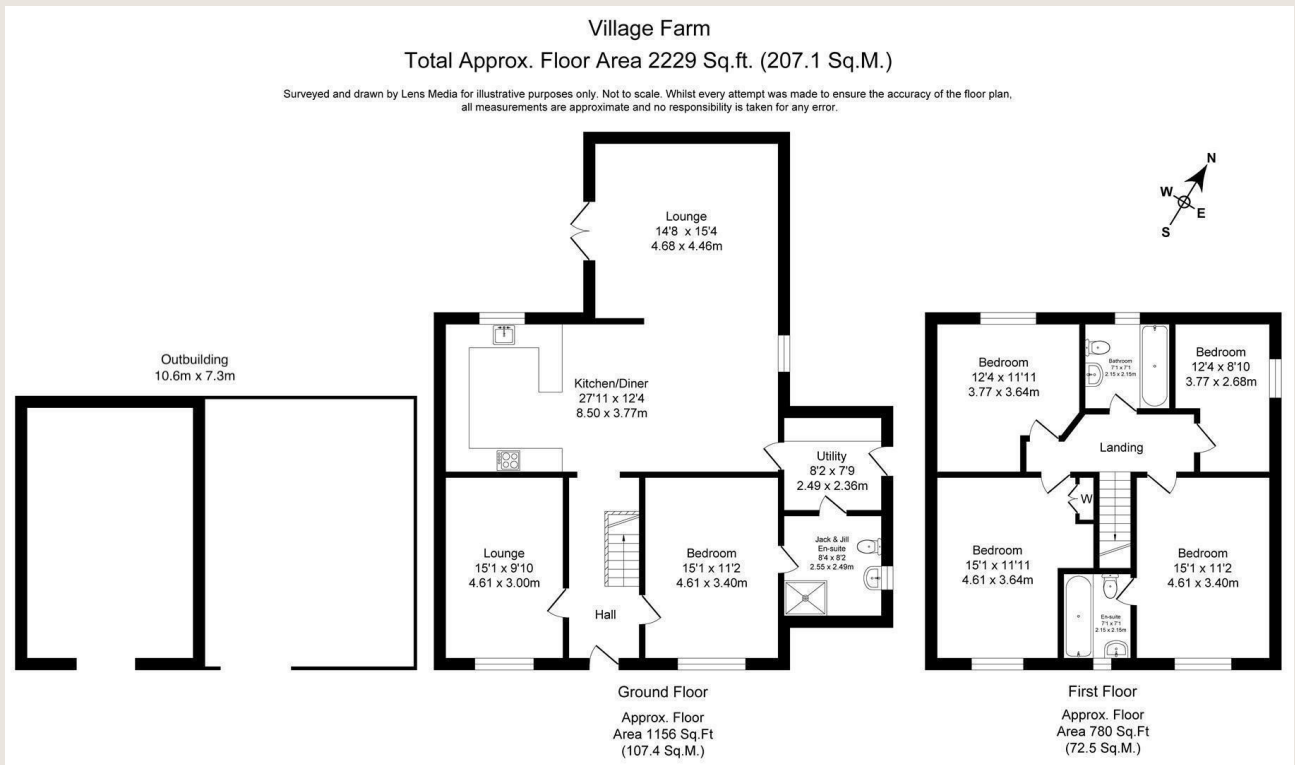 Village Farm
Total Approx. Floor Area 2229 Sq.ft. (207.1 Sq.M.)
Surveyed and drawn by Lens Media for illustrative purposes only. Not to scale. Whilst every attempt was made to ensure the accuracy of the floor plan,
all measurements are approximate and no responsibility is taken for any error.
N
W
E
S
Lounge
14'8 x 15'4
4.68 x 4.46m
Outbuilding
10.6m x 7.3m
Kitchen/Diner
27'11 x 12'4
8.50 x 3.77m
Utility
8'2 x 7'9
2.49 x 2.36m
Lounge
15'1 x 9'10
4.61 x 3.00m
Hall
Bedroom
15'1 x 11'2
4.61 x 3.40m
Jack & Jill
En-suite
8'4 x 8'2
2.55 x 2.49m
Ground Floor
Approx. Floor
Area 1156 Sq.Ft
(107.4 Sq.M.)
Bedroom
12'4 x 11'11
3.77 x 3.64m
Bathroom
7'1 x 7'1
2.15 x 2.15m
Bedroom
12'4 x 8'10
3.77 x 2.68m
Landing
W
Bedroom
15'1 x 11'11
4.61 x 3.64m
En-suite
7'1 x 7'1
2.15 x 2.15m
Bedroom
15'1 x 11'2
4.61 x 3.40m
First Floor
Approx. Floor
Area 780 Sq.Ft
(72.5 Sq.M.)